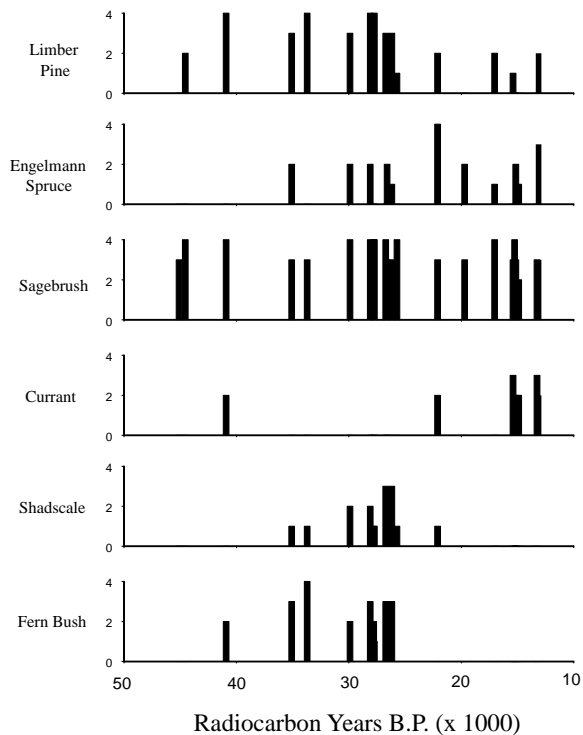 4
2
0
Limber
Pine
4
2
0
Engelmann
Spruce
4
2
0
Sagebrush
4
2
0
Currant
4
2
0
Shadscale
4
2
0
Fern Bush
50 40 30 20 10
Radiocarbon Years B.P. (x 1000)